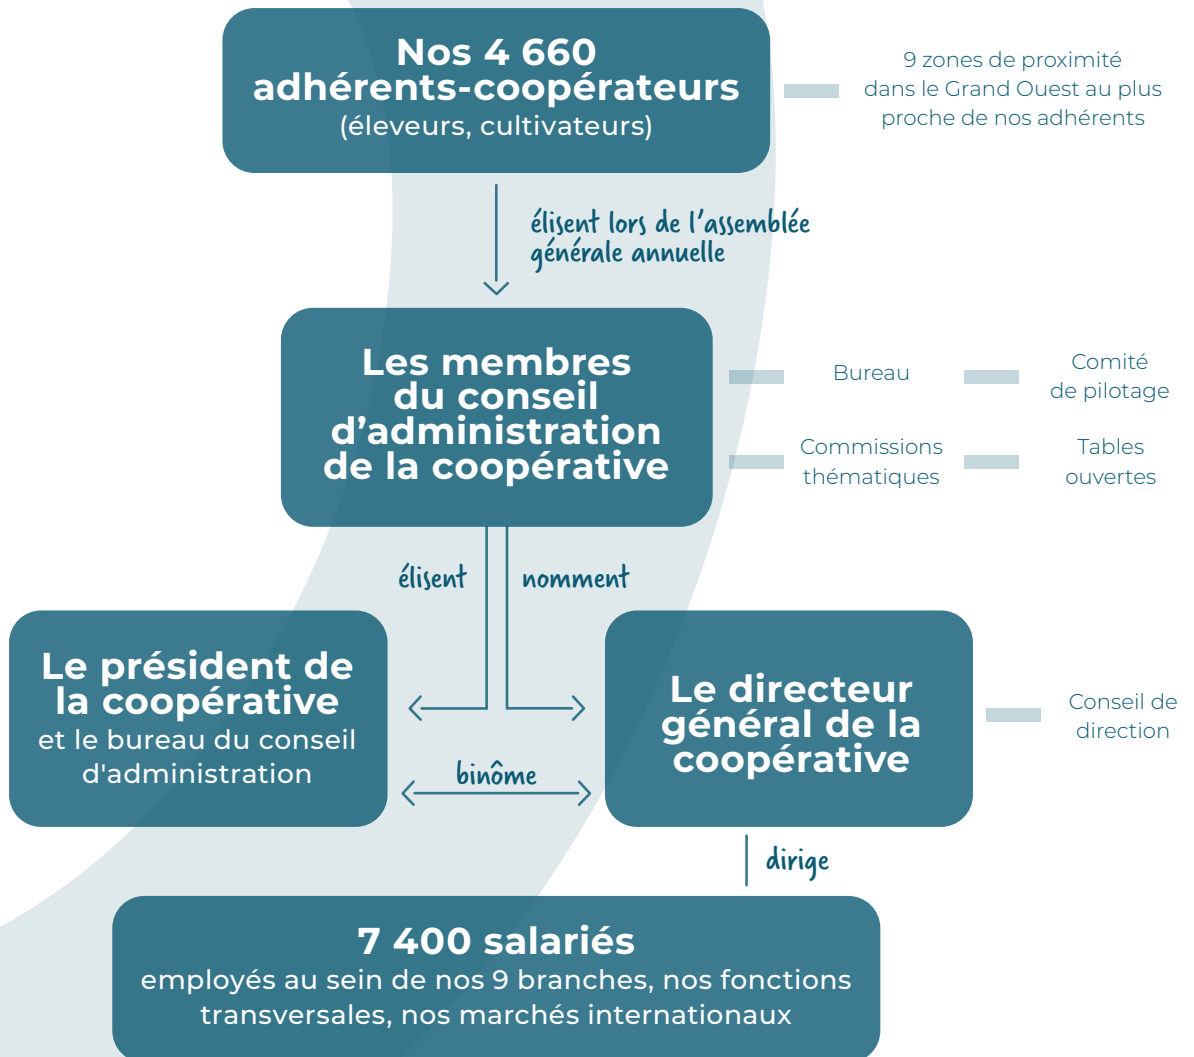 Nos 4 660
adhérents-coopérateurs
(éleveurs, cultivateurs)
9 zones de proximité
dans le Grand Ouest au plus
proche de nos adhérents
élisent lors de l'assemblée
générale annuelle
Les membres
du conseil
d'administration
de la coopérative
Bureau
Comité
de pilotage
Commissions
thématiques
Tables
ouvertes
élisent
nomment
Le président de
la coopérative
et le bureau du conseil
d'administration
binôme
Le directeur
général de la
coopérative
Conseil de
direction
dirige
7 400 salariés
employés au sein de nos 9 branches, nos fonctions
transversales, nos marchés internationaux